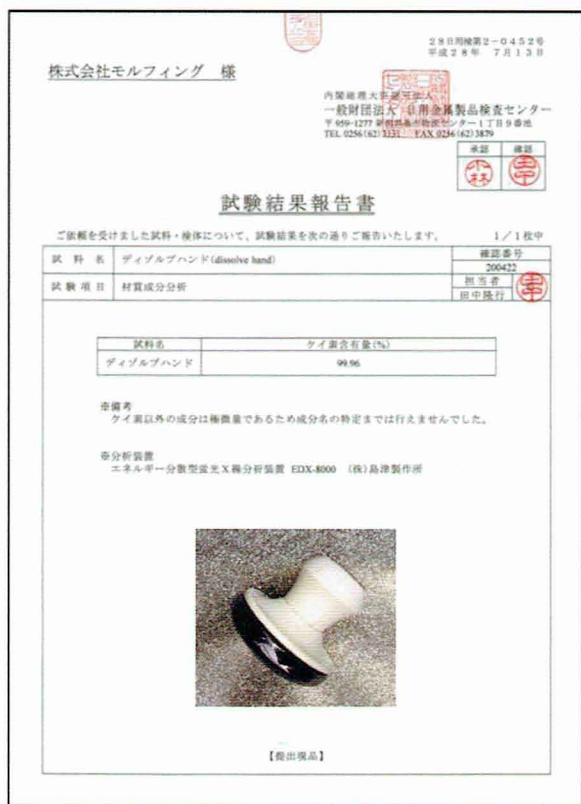 28日用検第2-0452号
平成28年 7月13日
株式会社モルフィング 様
一般財団法人 日用金属製品検査センター
TEL 0256(62)3131 FAX 0256(62)3879
承認 確認
試験結果報告書
ご依頼を受けました試料・検体について、試験結果を次の通りご報告いたします。 1/1枚中
試料名 ディゾルブハンド(dissolve hand) 確認番号
200422
試験項目 材質成分分析 担当者
田中隆行
試料名 ケイ素含有量(%)
ディゾルブハンド 99.96
※備考
ケイ素以外の成分は極微量であるため成分名の特定までは行えませんでした。
※分析装置
エネルギー分散型蛍光X線分析装置 EDX-8000 (株)島津製作所
【提出現品】